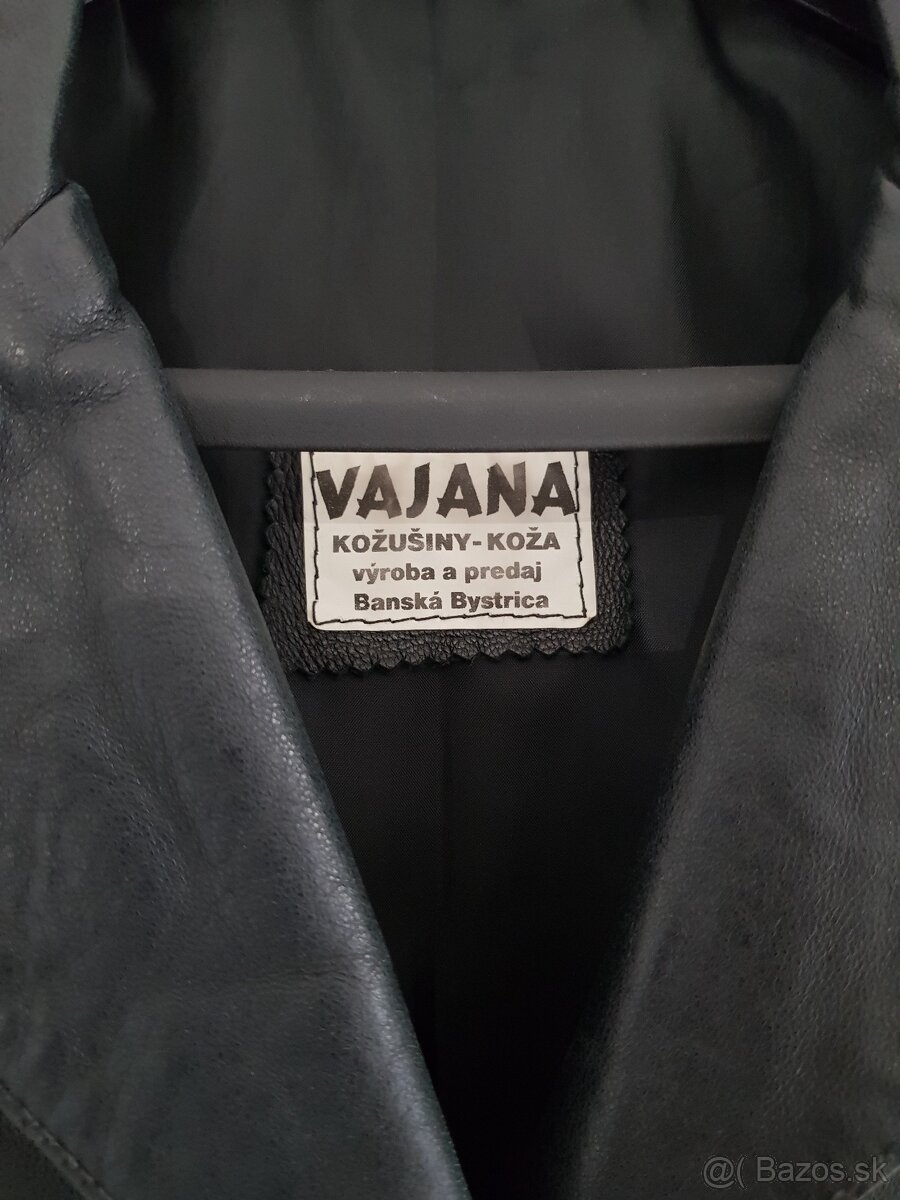 VAJANA
KOŽUŠINY-KOŽA
výroba a predaj
Banská Bystrica
@( Bazos.sk